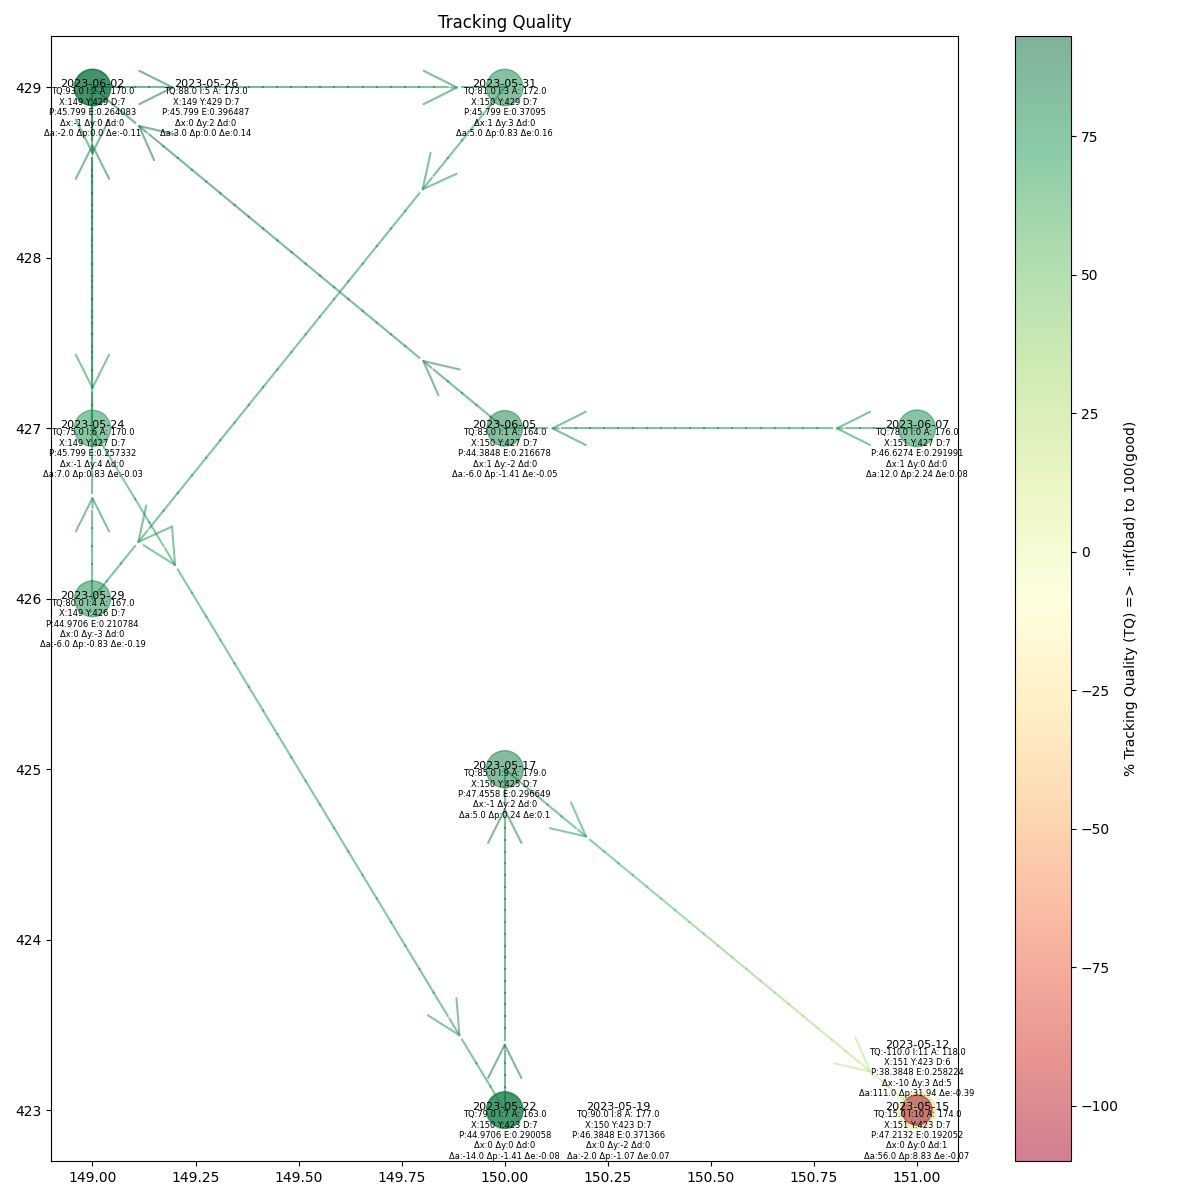 Tracking Quality
2023-06-02
TQ:93.0 I:2 A: 170.0
X:149 Y:429 D:7
P:45.799 E:0.264083
Δx:-1 Δy:0 Δd:0
Δa:-2.0 Δp:0.0 Δe:-0.11
2023-05-26
TQ:88.0 I:5 A: 173.0
X:149 Y:429 D:7
P:45.799 E:0.396487
Δx:0 Δy:2 Δd:0
Δa:3.0 Δp:0.0 Δe:0.14
2023-05-31
TQ:81.0 I:3 A: 172.0
X:150 Y:429 D:7
P:45.799 E:0.37095
Δx:1 Δy:3 Δd:0
Δa:5.0 Δp:0.83 Δe:0.16
2023-05-24
TQ:75.0 I:6 A: 170.0
X:149 Y:427 D:7
P:45.799 E:0.257332
Δx:-1 Δy:4 Δd:0
Δa:7.0 Δp:0.83 Δe:-0.03
2023-06-05
TQ:83.0 I:1 A: 164.0
X:150 Y:427 D:7
P:44.3848 E:0.216678
Δx:1 Δy:-2 Δd:0
Δa:-6.0 Δp:-1.41 Δe:-0.05
2023-06-07
TQ:78.0 I:0 A: 176.0
X:151 Y:427 D:7
P:46.6274 E:0.291991
Δx:1 Δy:0 Δd:0
Δa:12.0 Δp:2.24 Δe:0.08
2023-05-29
TQ:80.0 I:4 A: 167.0
X:149 Y:426 D:7
P:44.9706 E:0.210784
Δx:0 Δy:-3 Δd:0
Δa:-6.0 Δp:-0.83 Δe:-0.19
2023-05-17
TQ:85.0 I:9 A: 179.0
X:150 Y:425 D:7
P:47.4558 E:0.296649
Δx:-1 Δy:2 Δd:0
Δa:5.0 Δp:0.24 Δe:0.1
2023-05-12
TQ:-110.0 I:11 A: 118.0
X:151 Y:423 D:6
P:38.3848 E:0.258224
Δx:-10 Δy:3 Δd:5
Δa:111.0 Δp:31.94 Δe:-0.39
2023-05-22
TQ:79.0 I:7 A: 163.0
X:150 Y:423 D:7
P:44.9706 E:0.290058
Δx:0 Δy:0 Δd:0
Δa:-14.0 Δp:-1.41 Δe:-0.08
2023-05-19
TQ:90.0 I:8 A: 177.0
X:150 Y:423 D:7
P:46.3848 E:0.371366
Δx:0 Δy:-2 Δd:0
Δa:-2.0 Δp:-1.07 Δe:0.07
2023-05-15
TQ:15.0 I:10 A: 174.0
X:151 Y:423 D:7
P:47.2132 E:0.192052
Δx:0 Δy:0 Δd:1
Δa:56.0 Δp:8.83 Δe:-0.07
429
428
427
426
425
424
423
149.00
149.25
149.50
149.75
150.00
150.25
150.50
150.75
151.00
75
50
25
0
−25
−50
−75
−100
% Tracking Quality (TQ) => -inf(bad) to 100(good)